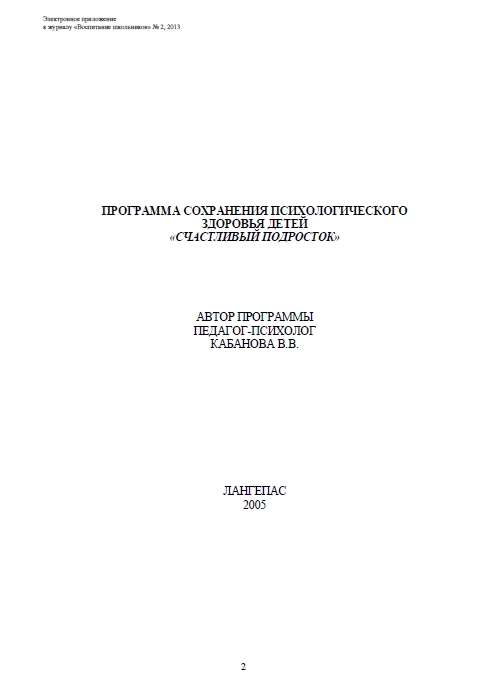 Электронное приложение
к журналу «Воспитание школьников» № 2, 2013
ПРОГРАММА СОХРАНЕНИЯ ПСИХОЛОГИЧЕСКОГО
ЗДОРОВЬЯ ДЕТЕЙ
«СЧАСТЛИВЫЙ ПОДРОСТОК»
АВТОР ПРОГРАММЫ
ПЕДАГОГ-ПСИХОЛОГ
КАБАНОВА В.В.
ЛАНГЕПАС
2005
2